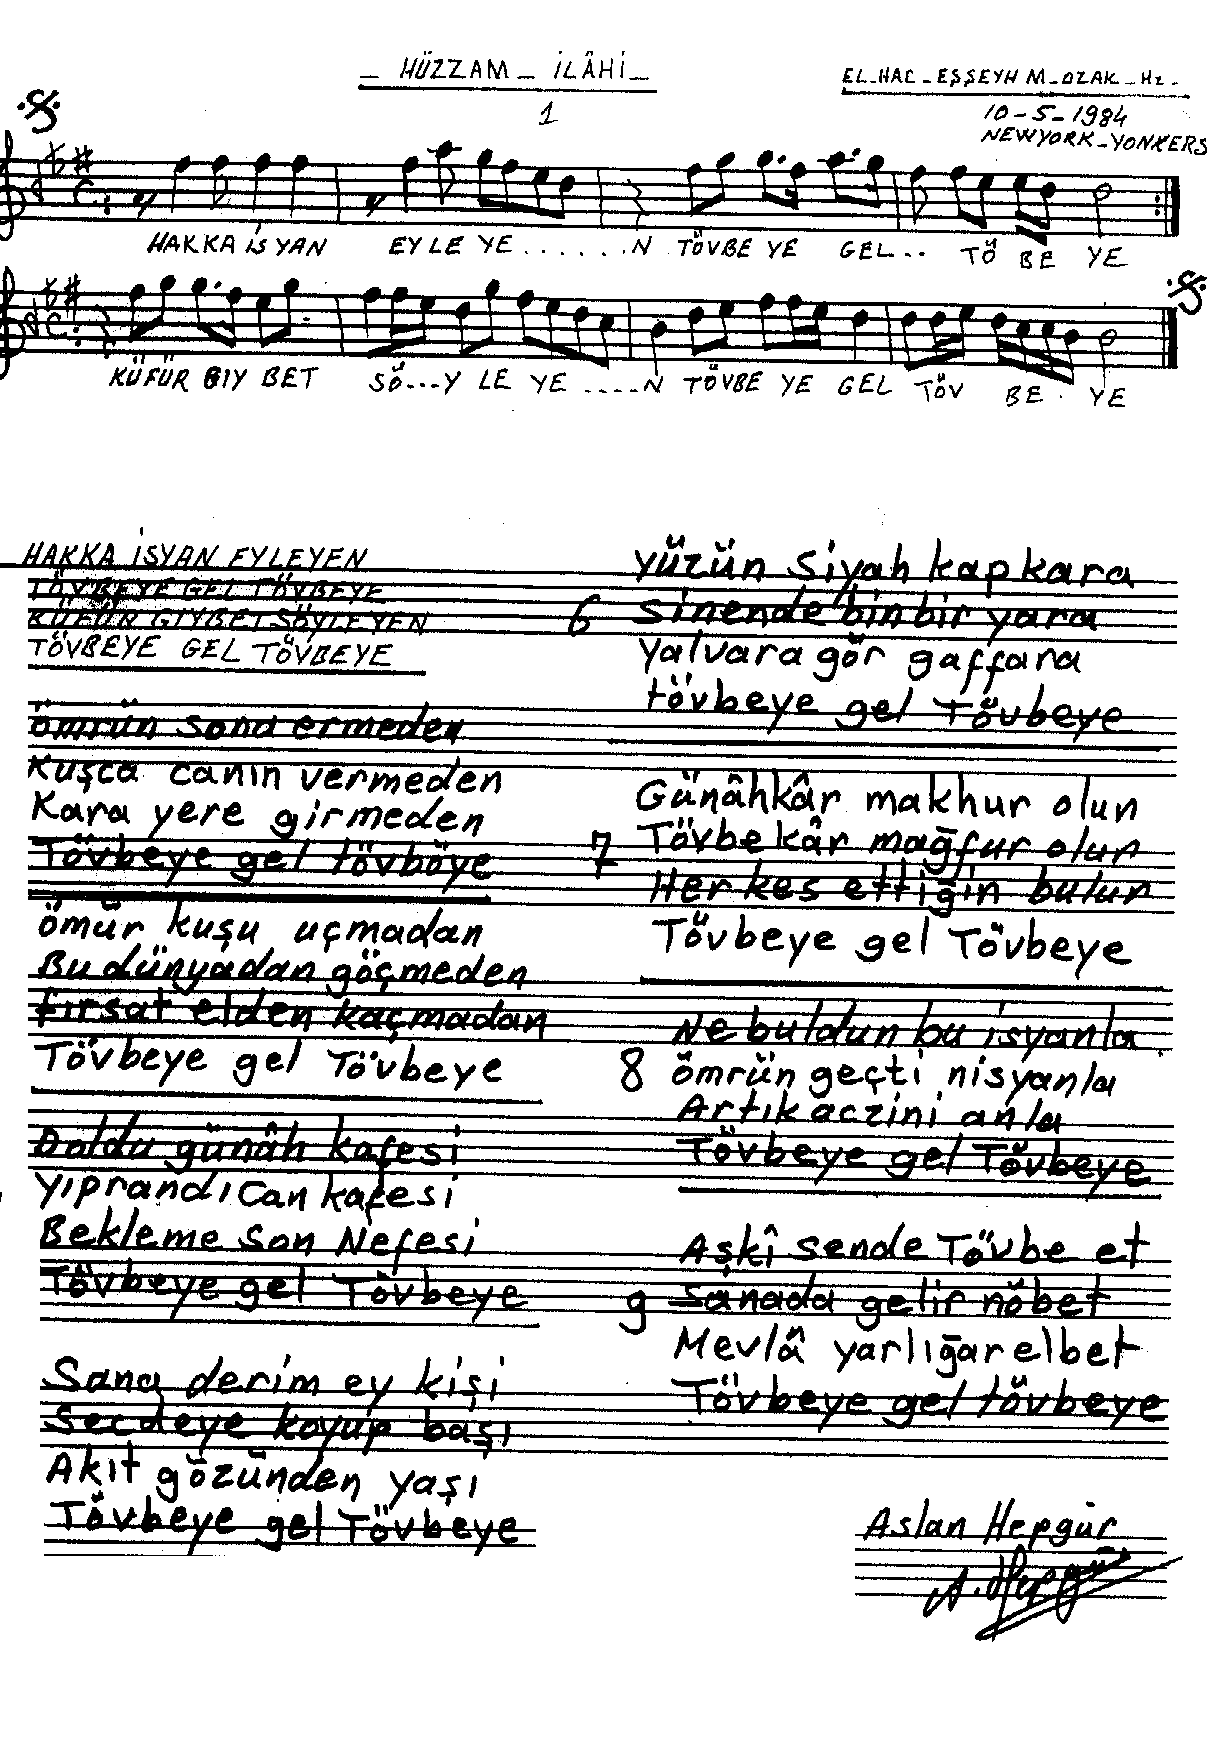 _ HÜZZAM _ İLÂHİ _
EL_HAC_EŞŞEYH M_OZAK_Hz_
1
10-5-1984
NEWYORK_YONKERS
HAKKA İSYAN EY LE YE......N TÖVBE YE GEL... TÖ BE YE
KÜFÜR GIY BET SÖ...Y LE YE ....N TÖVBE YE GEL TÖV BE . YE
HAKKA İSYAN EYLEYEN
TÖVBEYE GEL TÖVBEYE
KÜFÜR GIYBET SÖYLEYEN
TÖVBEYE GEL TÖVBEYE
ömrün sona ermeden
Kuşca canın vermeden
Kara yere girmeden
Tövbeye gel tövböye
ömür kuşu uçmadan
Bu dünyadan göçmeden
fırsat elden kaçmadan
Tövbeye gel Tövbeye
Doldu günâh kafesi
yıprandı Can kafesi
Bekleme Son Nefesi
Tövbeye gel Tövbeye
Sana derim ey kişi
Secdeye koyup başı
Akıt gözünden yaşı
Tövbeye gel Tövbeye
yüzün Siyah kapkara
6 Sinende bin bir yara
yalvara gör gaffara
tövbeye gel Tövbeye
Günâhkâr makhur olun
7 Tövbekâr mağfur olur
Herkes ettiğin bulur
Tövbeye gel Tövbeye
Ne buldun bu isyanla
8 ömrün geçti nisyanla
Artık aczini anla
Tövbeye gel Tövbeye
Aşkî sende Tövbe et
9 Sanada gelir nöbet
Mevlâ yarlığar elbet
Tövbeye gel tövbeye
Aslan Hepgür
A. Hepgür